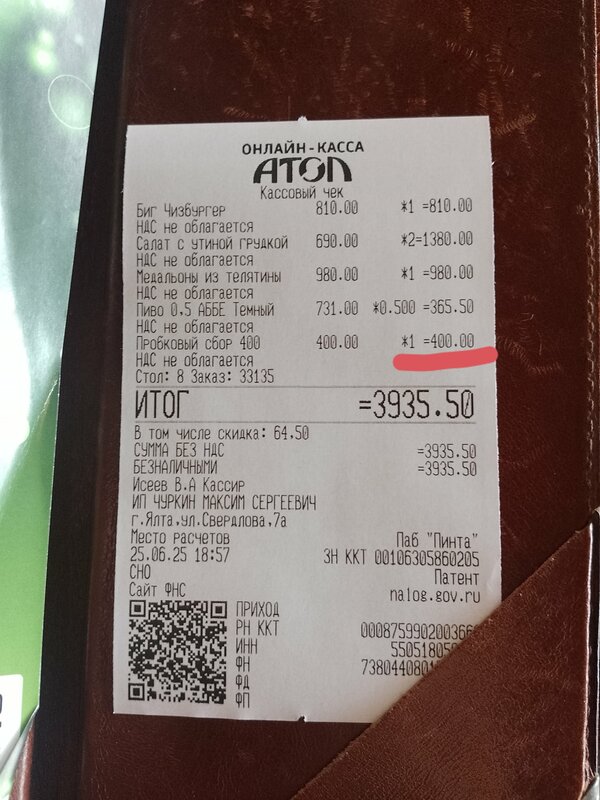 ОНЛАЙН-КАССА
АТОЛ
Кассовый чек
Биг Чизбургер 810.00 *1 =810.00
НДС не облагается
Салат с утиной грудкой 690.00 *2=1380.00
НДС не облагается
Медальоны из телятины 980.00 *1 =980.00
НДС не облагается
Пиво 0.5 АББЕ Темный 731.00 *0.500 =365.50
НДС не облагается
Пробковый сбор 400 400.00 *1 =400.00
НДС не облагается
Стол: 8 Заказ: 33135
ИТОГ =3935.50
В том числе скидка: 64.50
СУММА БЕЗ НДС =3935.50
БЕЗНАЛИЧНЫМИ =3935.50
Исеев В.А Кассир
ИП ЧУРКИН МАКСИМ СЕРГЕЕВИЧ
г.Ялта,ул.Свердлова,7а
Место расчетов Паб "Пинта"
25.06.25 18:57 ЗН ККТ 00106305860205
СНО Патент
Сайт ФНС nalog.gov.ru
ПРИХОД
РН ККТ 0008759902003666
ИНН 5505180
ФН 738044080
ФД
ФП